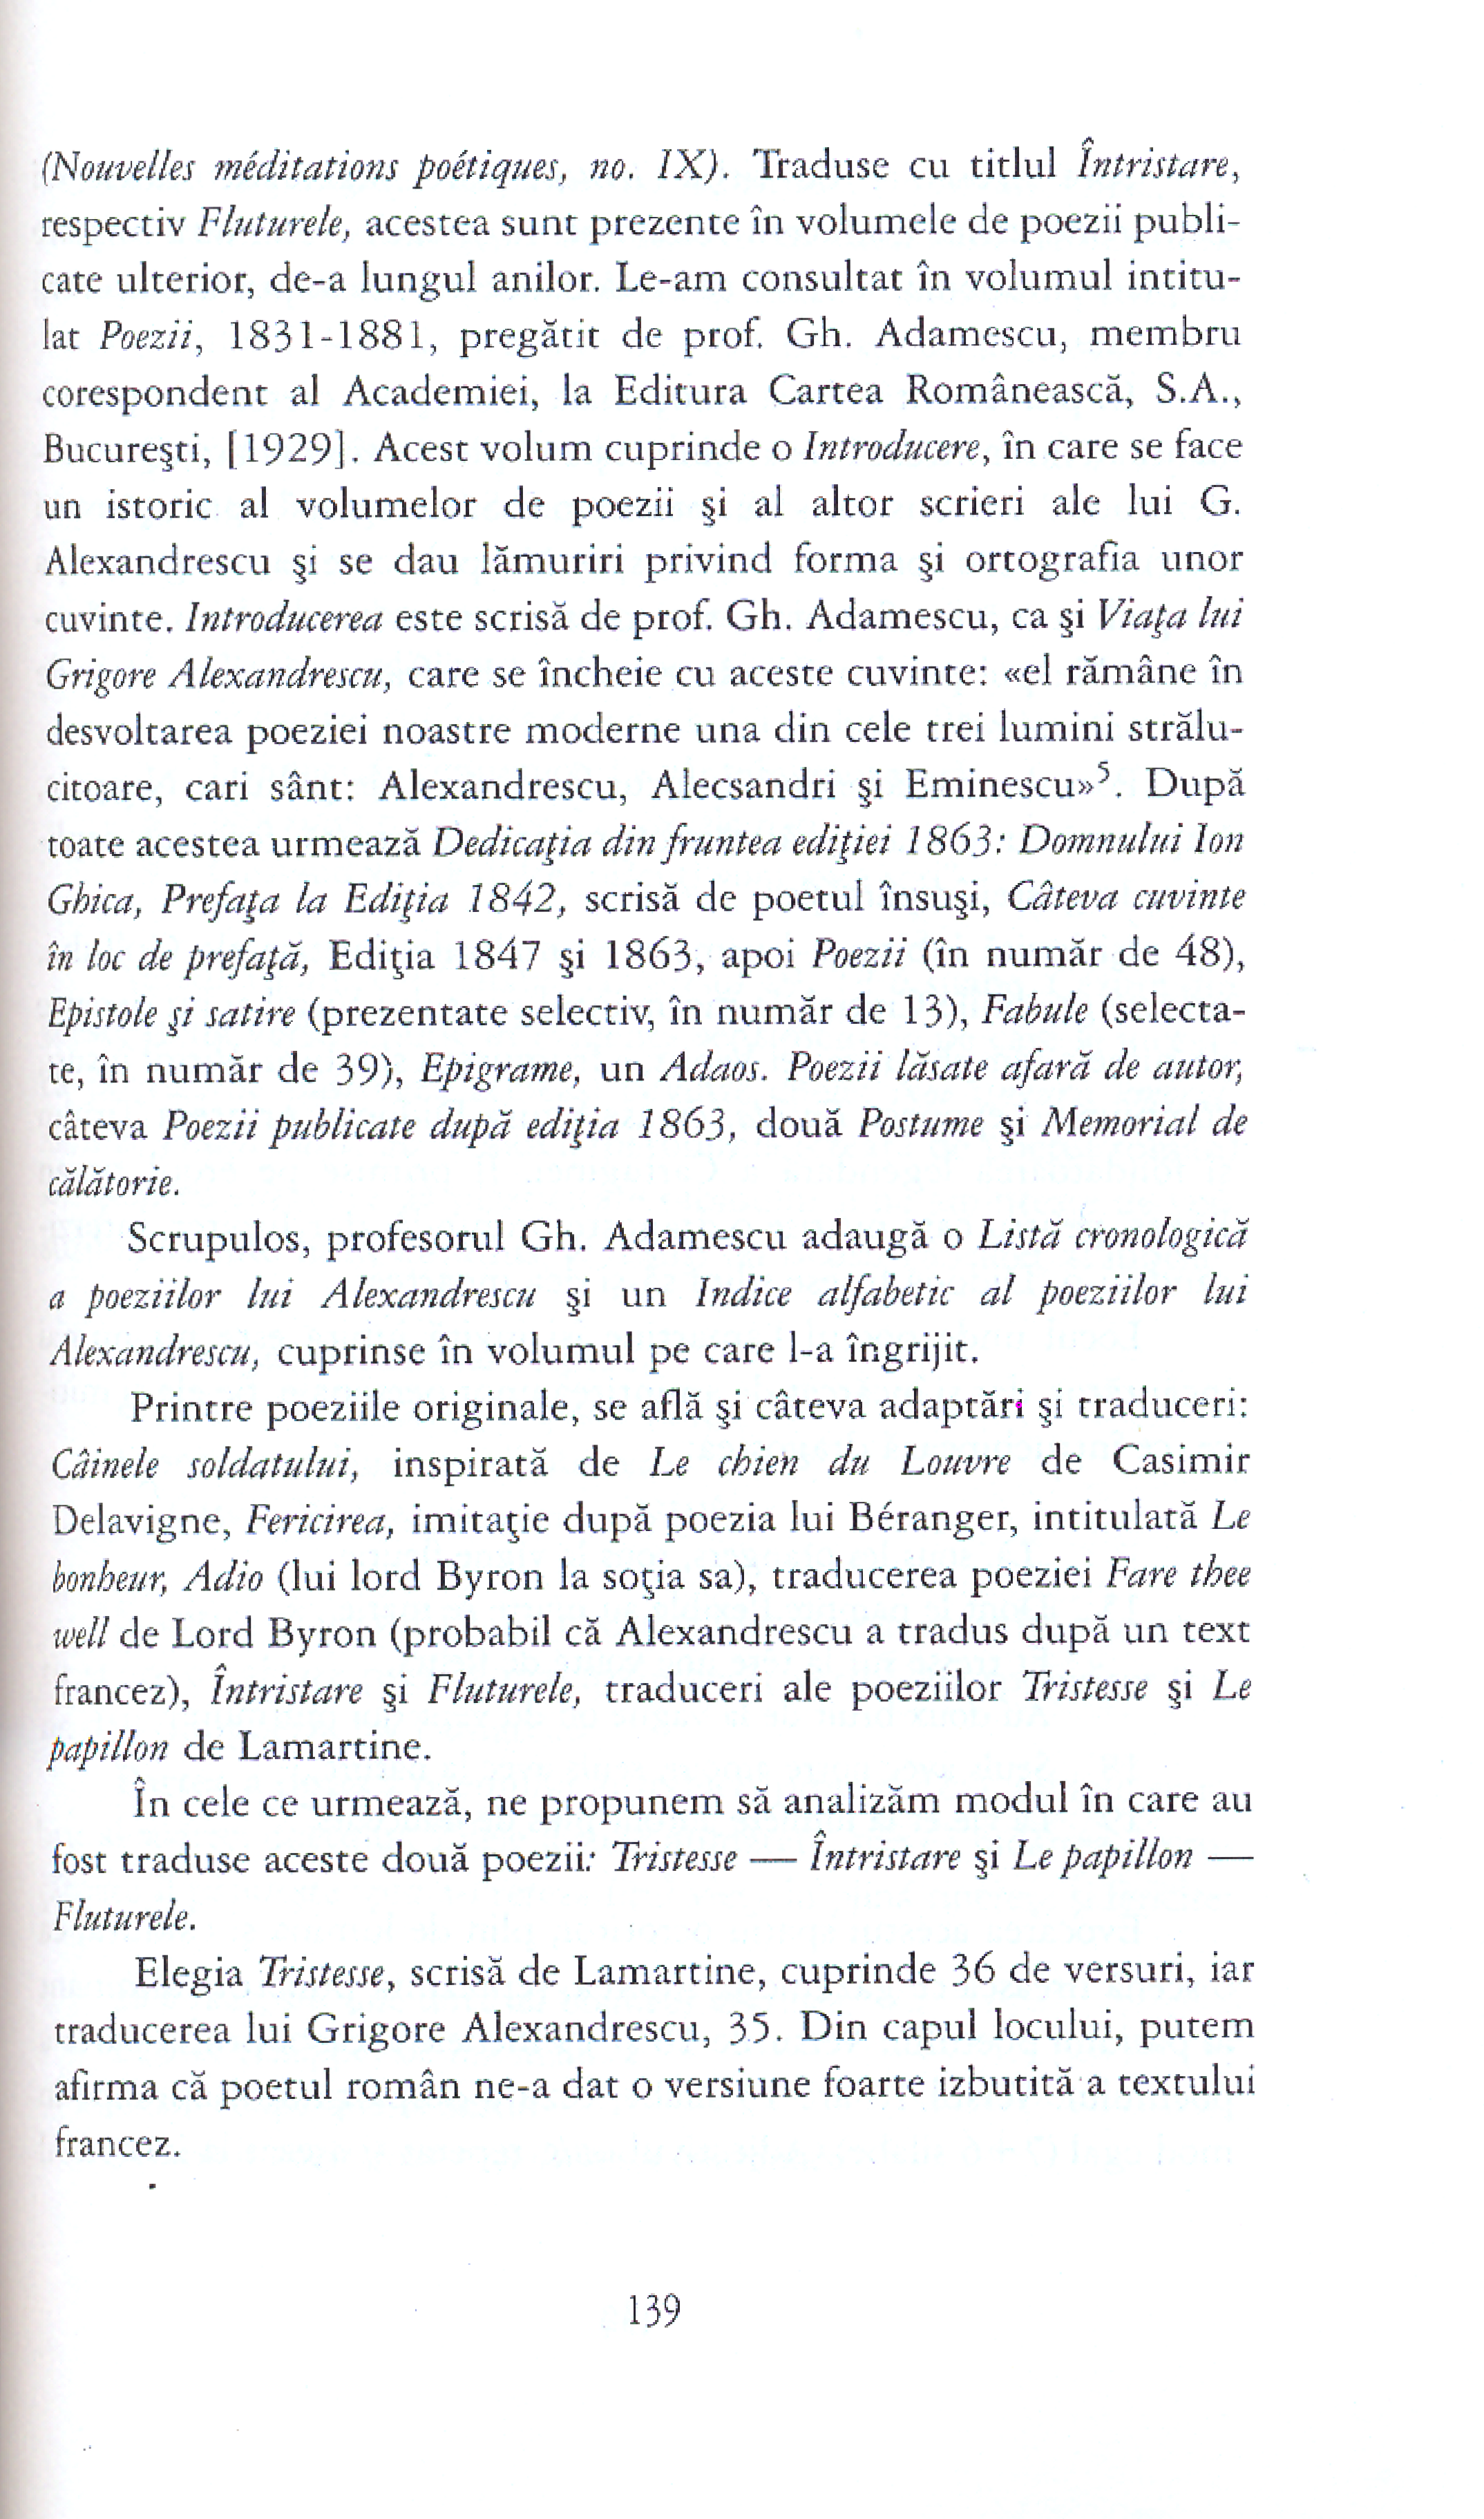 (Nouvelles méditations poétiques, no. IX). Traduse cu titlul Întristare,
respectiv Fluturele, acestea sunt prezente în volumele de poezii publi-
cate ulterior, de-a lungul anilor. Le-am consultat în volumul intitu-
lat Poezii, 1831-1881, pregătit de prof. Gh. Adamescu, membru
corespondent al Academiei, la Editura Cartea Românească, S.A.,
Bucureşti, [1929]. Acest volum cuprinde o Introducere, în care se face
un istoric al volumelor de poezii şi al altor scrieri ale lui G.
Alexandrescu şi se dau lămuriri privind forma şi ortografia unor
cuvinte. Introducerea este scrisă de prof. Gh. Adamescu, ca şi Viaţa lui
Grigore Alexandrescu, care se încheie cu aceste cuvinte: «el rămâne în
desvoltarea poeziei noastre moderne una din cele trei lumini strălu-
citoare, cari sânt: Alexandrescu, Alecsandri şi Eminescu»⁵. După
toate acestea urmează Dedicaţia din fruntea ediţiei 1863: Domnului Ion
Ghica, Prefaţa la Ediţia 1842, scrisă de poetul însuşi, Câteva cuvinte
în loc de prefaţă, Ediţia 1847 şi 1863, apoi Poezii (în număr de 48),
Epistole şi satire (prezentate selectiv, în număr de 13), Fabule (selecta-
te, în număr de 39), Epigrame, un Adaos. Poezii lăsate afară de autor,
câteva Poezii publicate după ediţia 1863, două Postume şi Memorial de
călătorie.
Scrupulos, profesorul Gh. Adamescu adaugă o Listă cronologică
a poeziilor lui Alexandrescu şi un Indice alfabetic al poeziilor lui
Alexandrescu, cuprinse în volumul pe care l-a îngrijit.
Printre poeziile originale, se află şi câteva adaptări şi traduceri:
Câinele soldatului, inspirată de Le chien du Louvre de Casimir
Delavigne, Fericirea, imitaţie după poezia lui Béranger, intitulată Le
bonheur, Adio (lui lord Byron la soţia sa), traducerea poeziei Fare thee
well de Lord Byron (probabil că Alexandrescu a tradus după un text
francez), Întristare şi Fluturele, traduceri ale poeziilor Tristesse şi Le
papillon de Lamartine.
În cele ce urmează, ne propunem să analizăm modul în care au
fost traduse aceste două poezii: Tristesse — Întristare şi Le papillon —
Fluturele.
Elegia Tristesse, scrisă de Lamartine, cuprinde 36 de versuri, iar
traducerea lui Grigore Alexandrescu, 35. Din capul locului, putem
afirma că poetul român ne-a dat o versiune foarte izbutită a textului
francez.
139